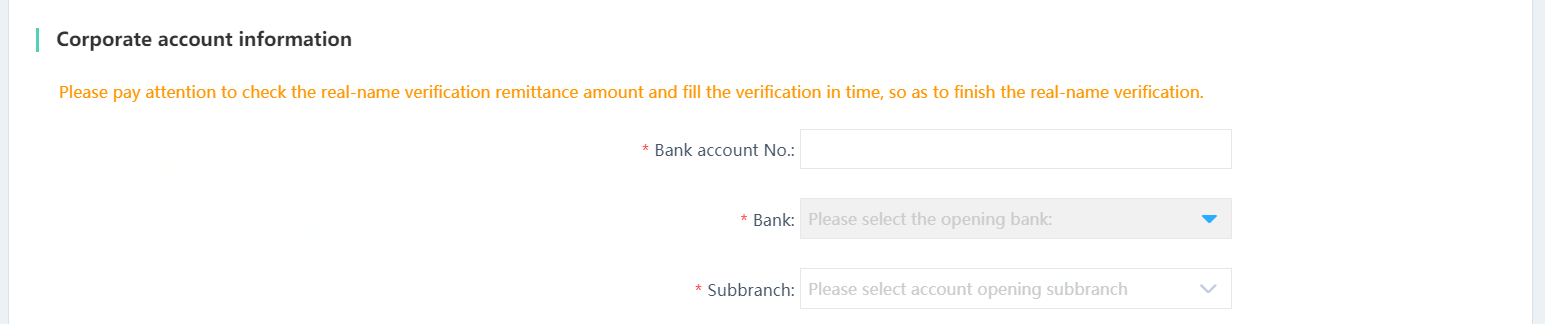 Corporate account information
Please pay attention to check the real-name verification remittance amount and fill the verification in time, so as to finish the real-name verification.
* Bank account No.:
* Bank: Please select the opening bank:
* Subbranch: Please select account opening subbranch